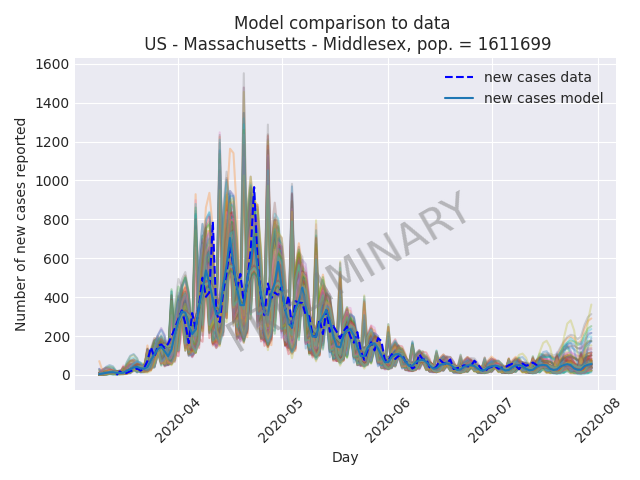 Model comparison to data
US - Massachusetts - Middlesex, pop. = 1611699
1600
1400
1200
1000
800
600
400
200
0
Number of new cases reported
new cases data
new cases model
2020-04
2020-05
2020-06
2020-07
2020-08
Day